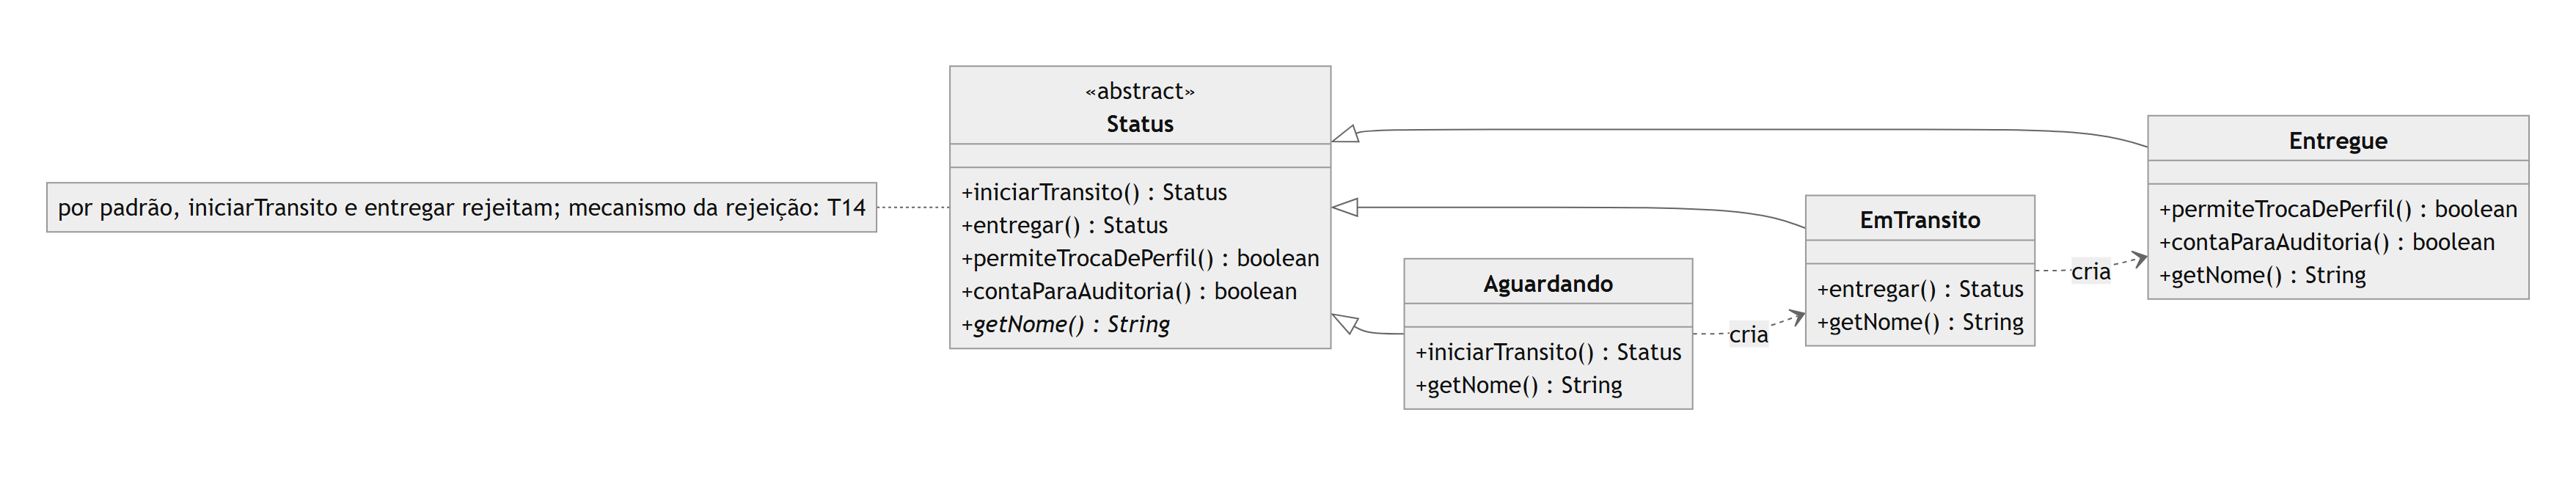 por padrão, iniciarTransito e entregar rejeitam; mecanismo da rejeição: T14
«abstract»
Status
+iniciarTransito() : Status
+entregar() : Status
+permiteTrocaDePerfil() : boolean
+contaParaAuditoria() : boolean
+getNome() : String
Aguardando
+iniciarTransito() : Status
+getNome() : String
cria
EmTransito
+entregar() : Status
+getNome() : String
cria
Entregue
+permiteTrocaDePerfil() : boolean
+contaParaAuditoria() : boolean
+getNome() : String